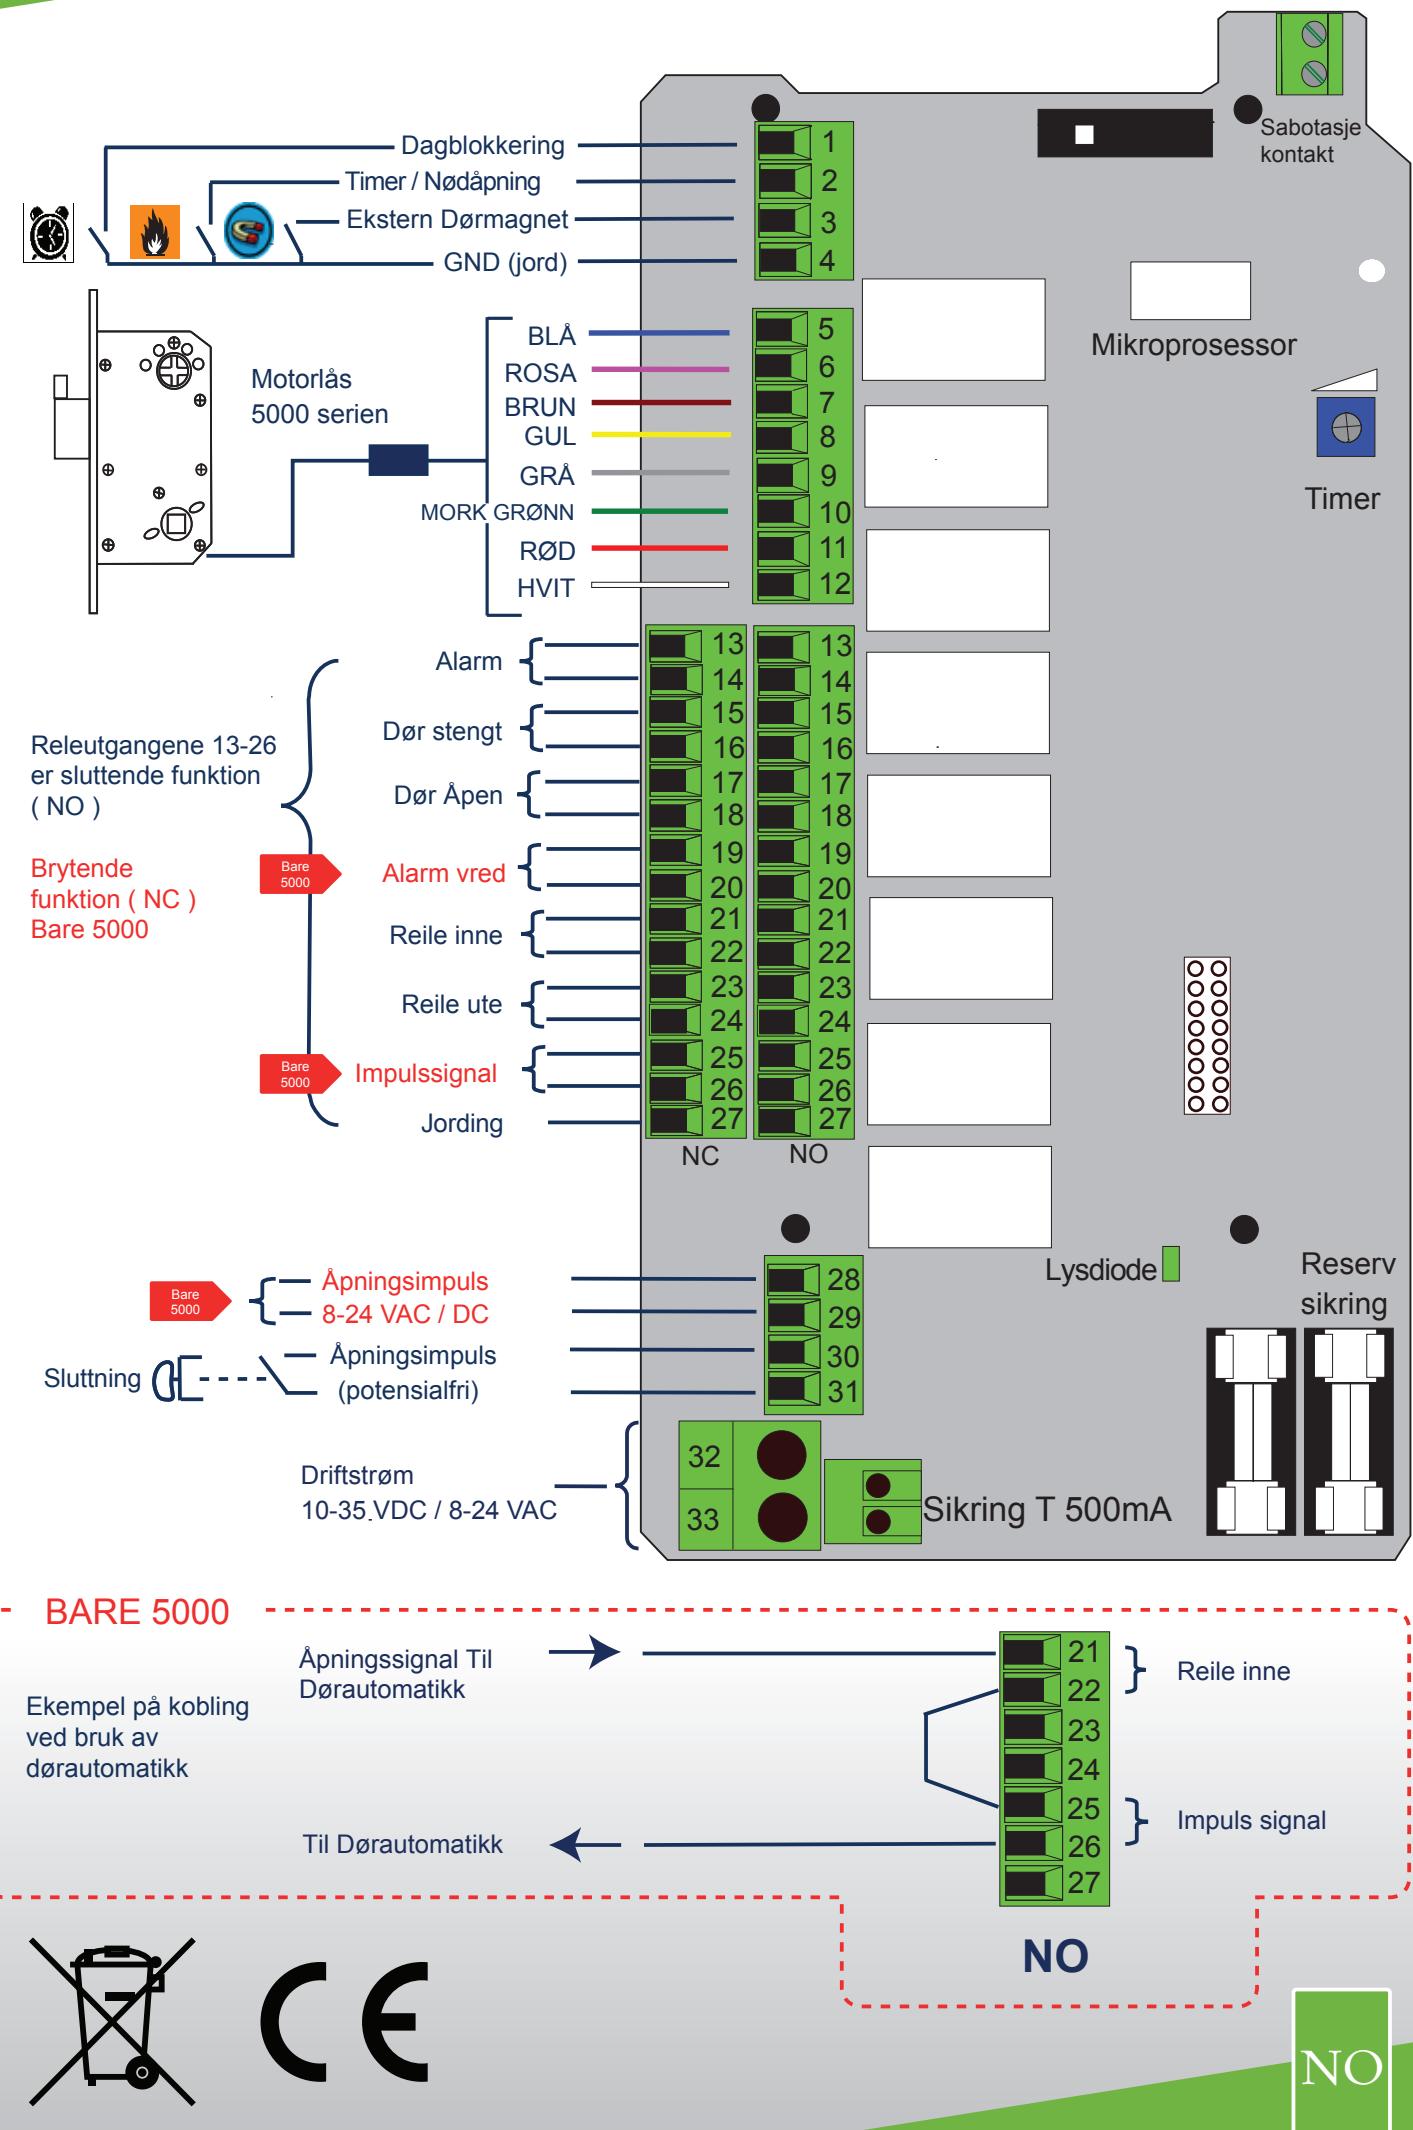 Sabotasje
kontakt
Dagblokkering
1
Timer / Nødåpning
2
Ekstern Dørmagnet
3
GND (jord)
4
Mikroprosessor
Timer
Motorlås
5000 serien
BLÅ
5
ROSA
6
BRUN
7
GUL
8
GRÅ
9
MORK GRØNN
10
RØD
11
HVIT
12
Releutgangene 13-26
er sluttende funktion
( NO )
Brytende
funktion ( NC )
Bare 5000
Alarm
13 13
14 14
Dør stengt
15 15
16 16
Dør Åpen
17 17
18 18
Bare
5000
Alarm vred
19 19
20 20
Reile inne
21 21
22 22
Reile ute
23 23
24 24
Bare
5000
Impulssignal
25 25
26 26
Jording
27 27
NC NO
Lysdiode
Reserv
sikring
Bare
5000
Åpningsimpuls
28
8-24 VAC / DC
29
Sluttning
Åpningsimpuls
30
(potensialfri)
31
Driftstrøm
10-35 VDC / 8-24 VAC
32
33
Sikring T 500mA
BARE 5000
Ekempel på kobling
ved bruk av
dørautomatikk
Åpningssignal Til
Dørautomatikk
Til Dørautomatikk
21
22
23
24
25
26
27
Reile inne
Impuls signal
NO
CE
NO